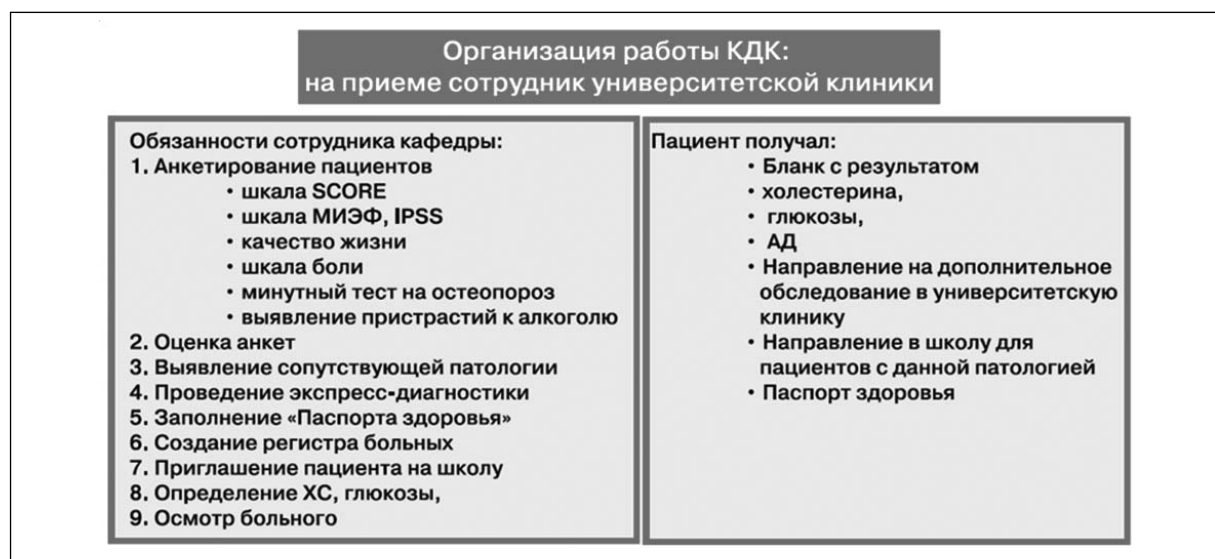 Организация работы КДК:
на приеме сотрудник университетской клиники
Обязанности сотрудника кафедры:
1. Анкетирование пациентов
• шкала SCORE
• шкала МИЭФ, IPSS
• качество жизни
• шкала боли
• минутный тест на остеопороз
• выявление пристрастий к алкоголю
2. Оценка анкет
3. Выявление сопутствующей патологии
4. Проведение экспресс-диагностики
5. Заполнение «Паспорта здоровья»
6. Создание регистра больных
7. Приглашение пациента на школу
8. Определение ХС, глюкозы,
9. Осмотр больного
Пациент получал:
• Бланк с результатом
• холестерина,
• глюкозы,
• АД
• Направление на дополнительное
обследование в университетскую
клинику
• Направление в школу для
пациентов с данной патологией
• Паспорт здоровья